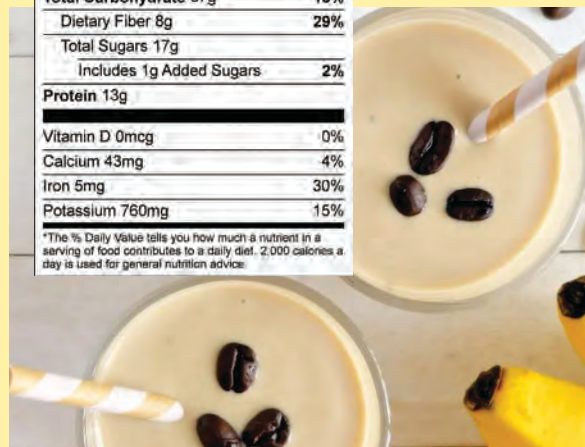 Dietary Fiber 8g 29%
Total Sugars 17g
Includes 1g Added Sugars 2%
Protein 13g
Vitamin D 0mcg 0%
Calcium 43mg 4%
Iron 5mg 30%
Potassium 760mg 15%
*The % Daily Value tells you how much a nutrient in a
serving of food contributes to a daily diet. 2,000 calories a
day is used for general nutrition advice